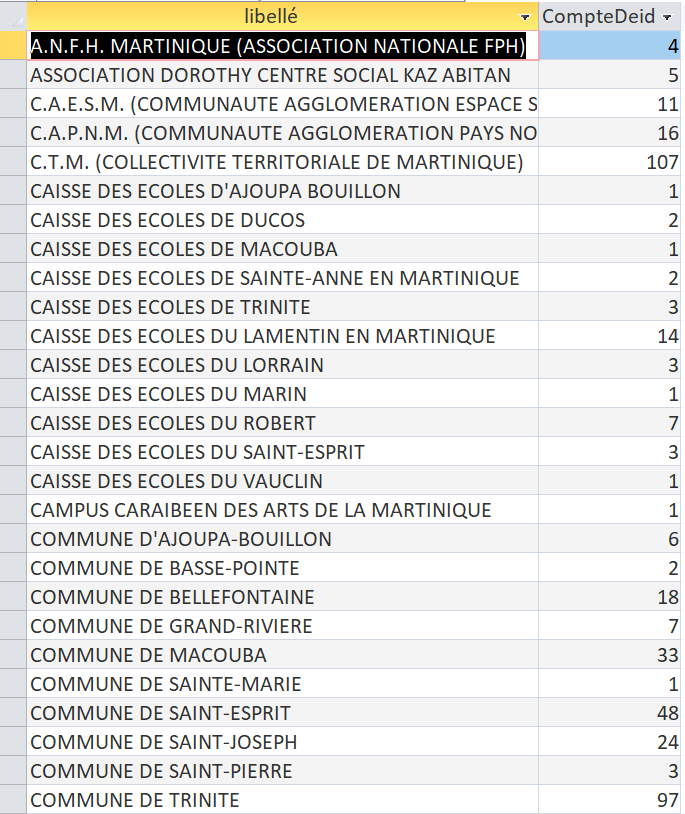 libellé CompteDeid
A.N.F.H. MARTINIQUE (ASSOCIATION NATIONALE FPH) 4
ASSOCIATION DOROTHY CENTRE SOCIAL KAZ ABITAN 5
C.A.E.S.M. (COMMUNAUTE AGGLOMERATION ESPACE S 11
C.A.P.N.M. (COMMUNAUTE AGGLOMERATION PAYS NO 16
C.T.M. (COLLECTIVITE TERRITORIALE DE MARTINIQUE) 107
CAISSE DES ECOLES D'AJOUPA BOUILLON 1
CAISSE DES ECOLES DE DUCOS 2
CAISSE DES ECOLES DE MACOUBA 1
CAISSE DES ECOLES DE SAINTE-ANNE EN MARTINIQUE 2
CAISSE DES ECOLES DE TRINITE 3
CAISSE DES ECOLES DU LAMENTIN EN MARTINIQUE 14
CAISSE DES ECOLES DU LORRAIN 3
CAISSE DES ECOLES DU MARIN 1
CAISSE DES ECOLES DU ROBERT 7
CAISSE DES ECOLES DU SAINT-ESPRIT 3
CAISSE DES ECOLES DU VAUCLIN 1
CAMPUS CARAIBEEN DES ARTS DE LA MARTINIQUE 1
COMMUNE D'AJOUPA-BOUILLON 6
COMMUNE DE BASSE-POINTE 2
COMMUNE DE BELLEFONTAINE 18
COMMUNE DE GRAND-RIVIERE 7
COMMUNE DE MACOUBA 33
COMMUNE DE SAINTE-MARIE 1
COMMUNE DE SAINT-ESPRIT 48
COMMUNE DE SAINT-JOSEPH 24
COMMUNE DE SAINT-PIERRE 3
COMMUNE DE TRINITE 97